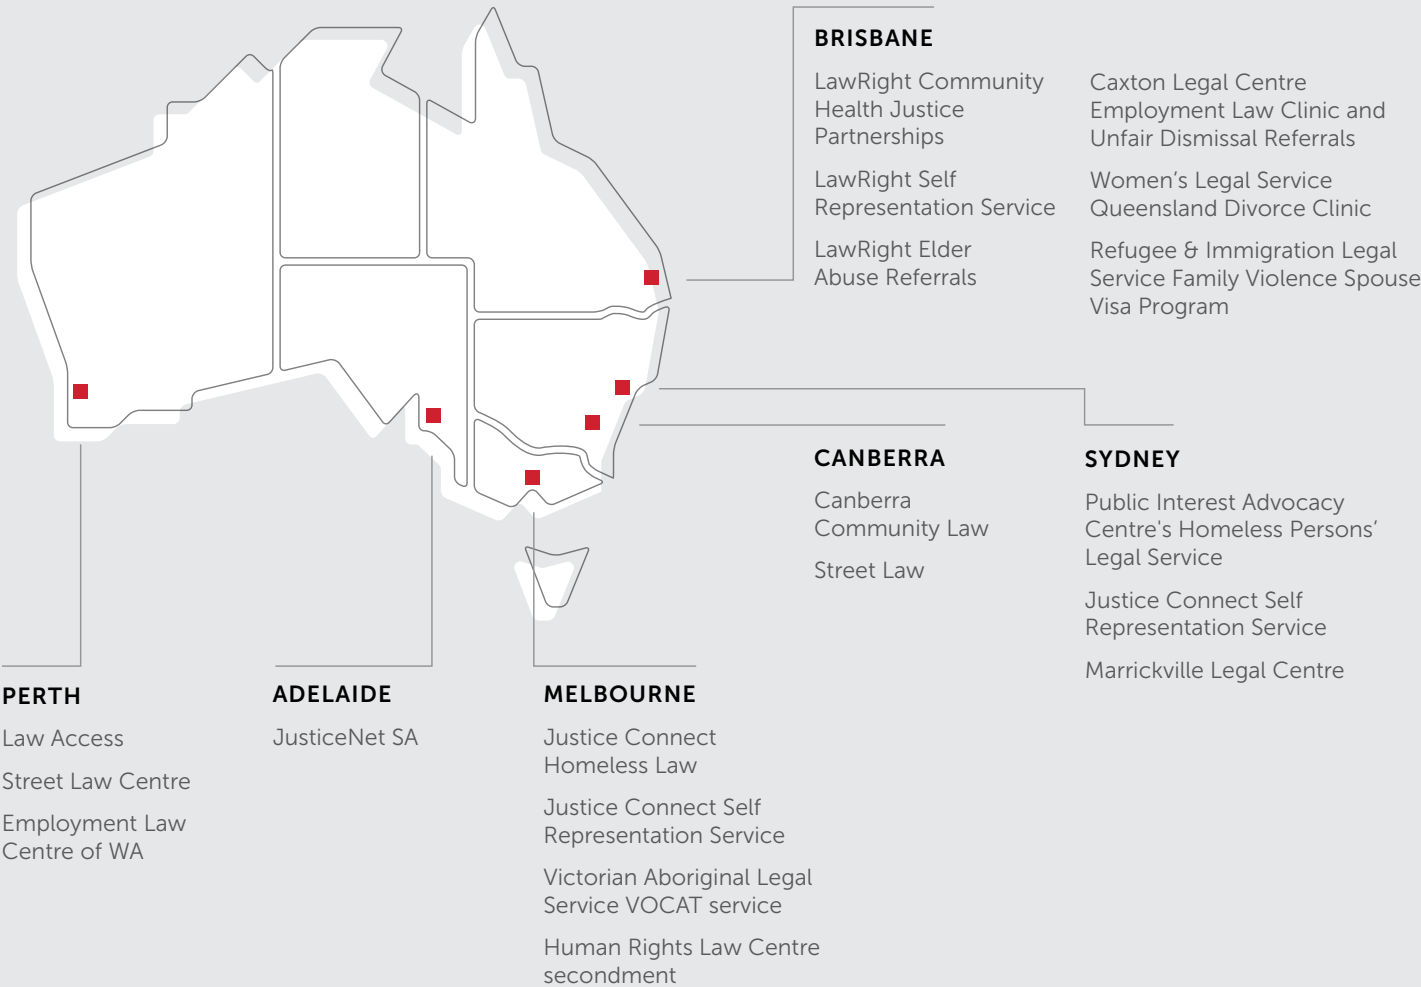 BRISBANE
LawRight Community
Health Justice
Partnerships
LawRight Self
Representation Service
LawRight Elder
Abuse Referrals
Caxton Legal Centre
Employment Law Clinic and
Unfair Dismissal Referrals
Women’s Legal Service
Queensland Divorce Clinic
Refugee & Immigration Legal
Service Family Violence Spouse
Visa Program
CANBERRA
Canberra
Community Law
Street Law
SYDNEY
Public Interest Advocacy
Centre's Homeless Persons’
Legal Service
Justice Connect Self
Representation Service
Marrickville Legal Centre
PERTH
Law Access
Street Law Centre
Employment Law
Centre of WA
ADELAIDE
JusticeNet SA
MELBOURNE
Justice Connect
Homeless Law
Justice Connect Self
Representation Service
Victorian Aboriginal Legal
Service VOCAT service
Human Rights Law Centre
secondment